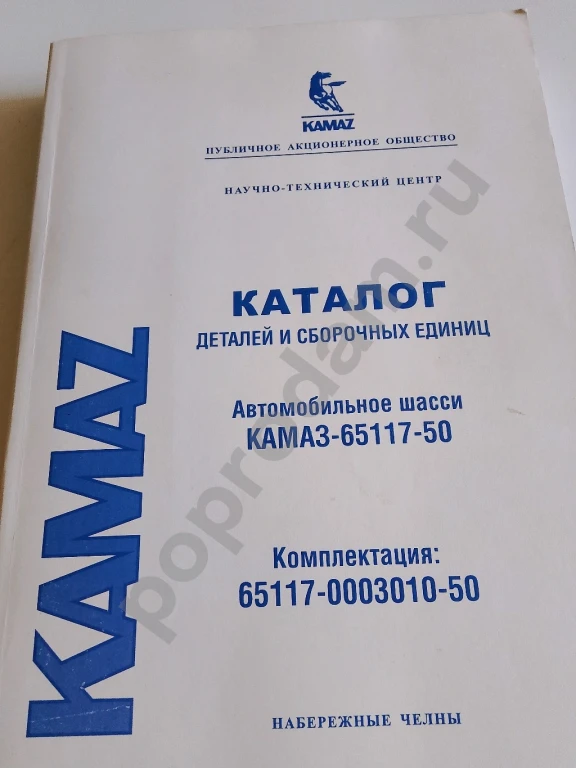 KAMAZ
ПУБЛИЧНОЕ АКЦИОНЕРНОЕ ОБЩЕСТВО
НАУЧНО-ТЕХНИЧЕСКИЙ ЦЕНТР
КАТАЛОГ
ДЕТАЛЕЙ И СБОРОЧНЫХ ЕДИНИЦ
Автомобильное шасси
КАМАЗ-65117-50
Комплектация:
65117-0003010-50
НАБЕРЕЖНЫЕ ЧЕЛНЫ
KAMAZ
poprodam.ru